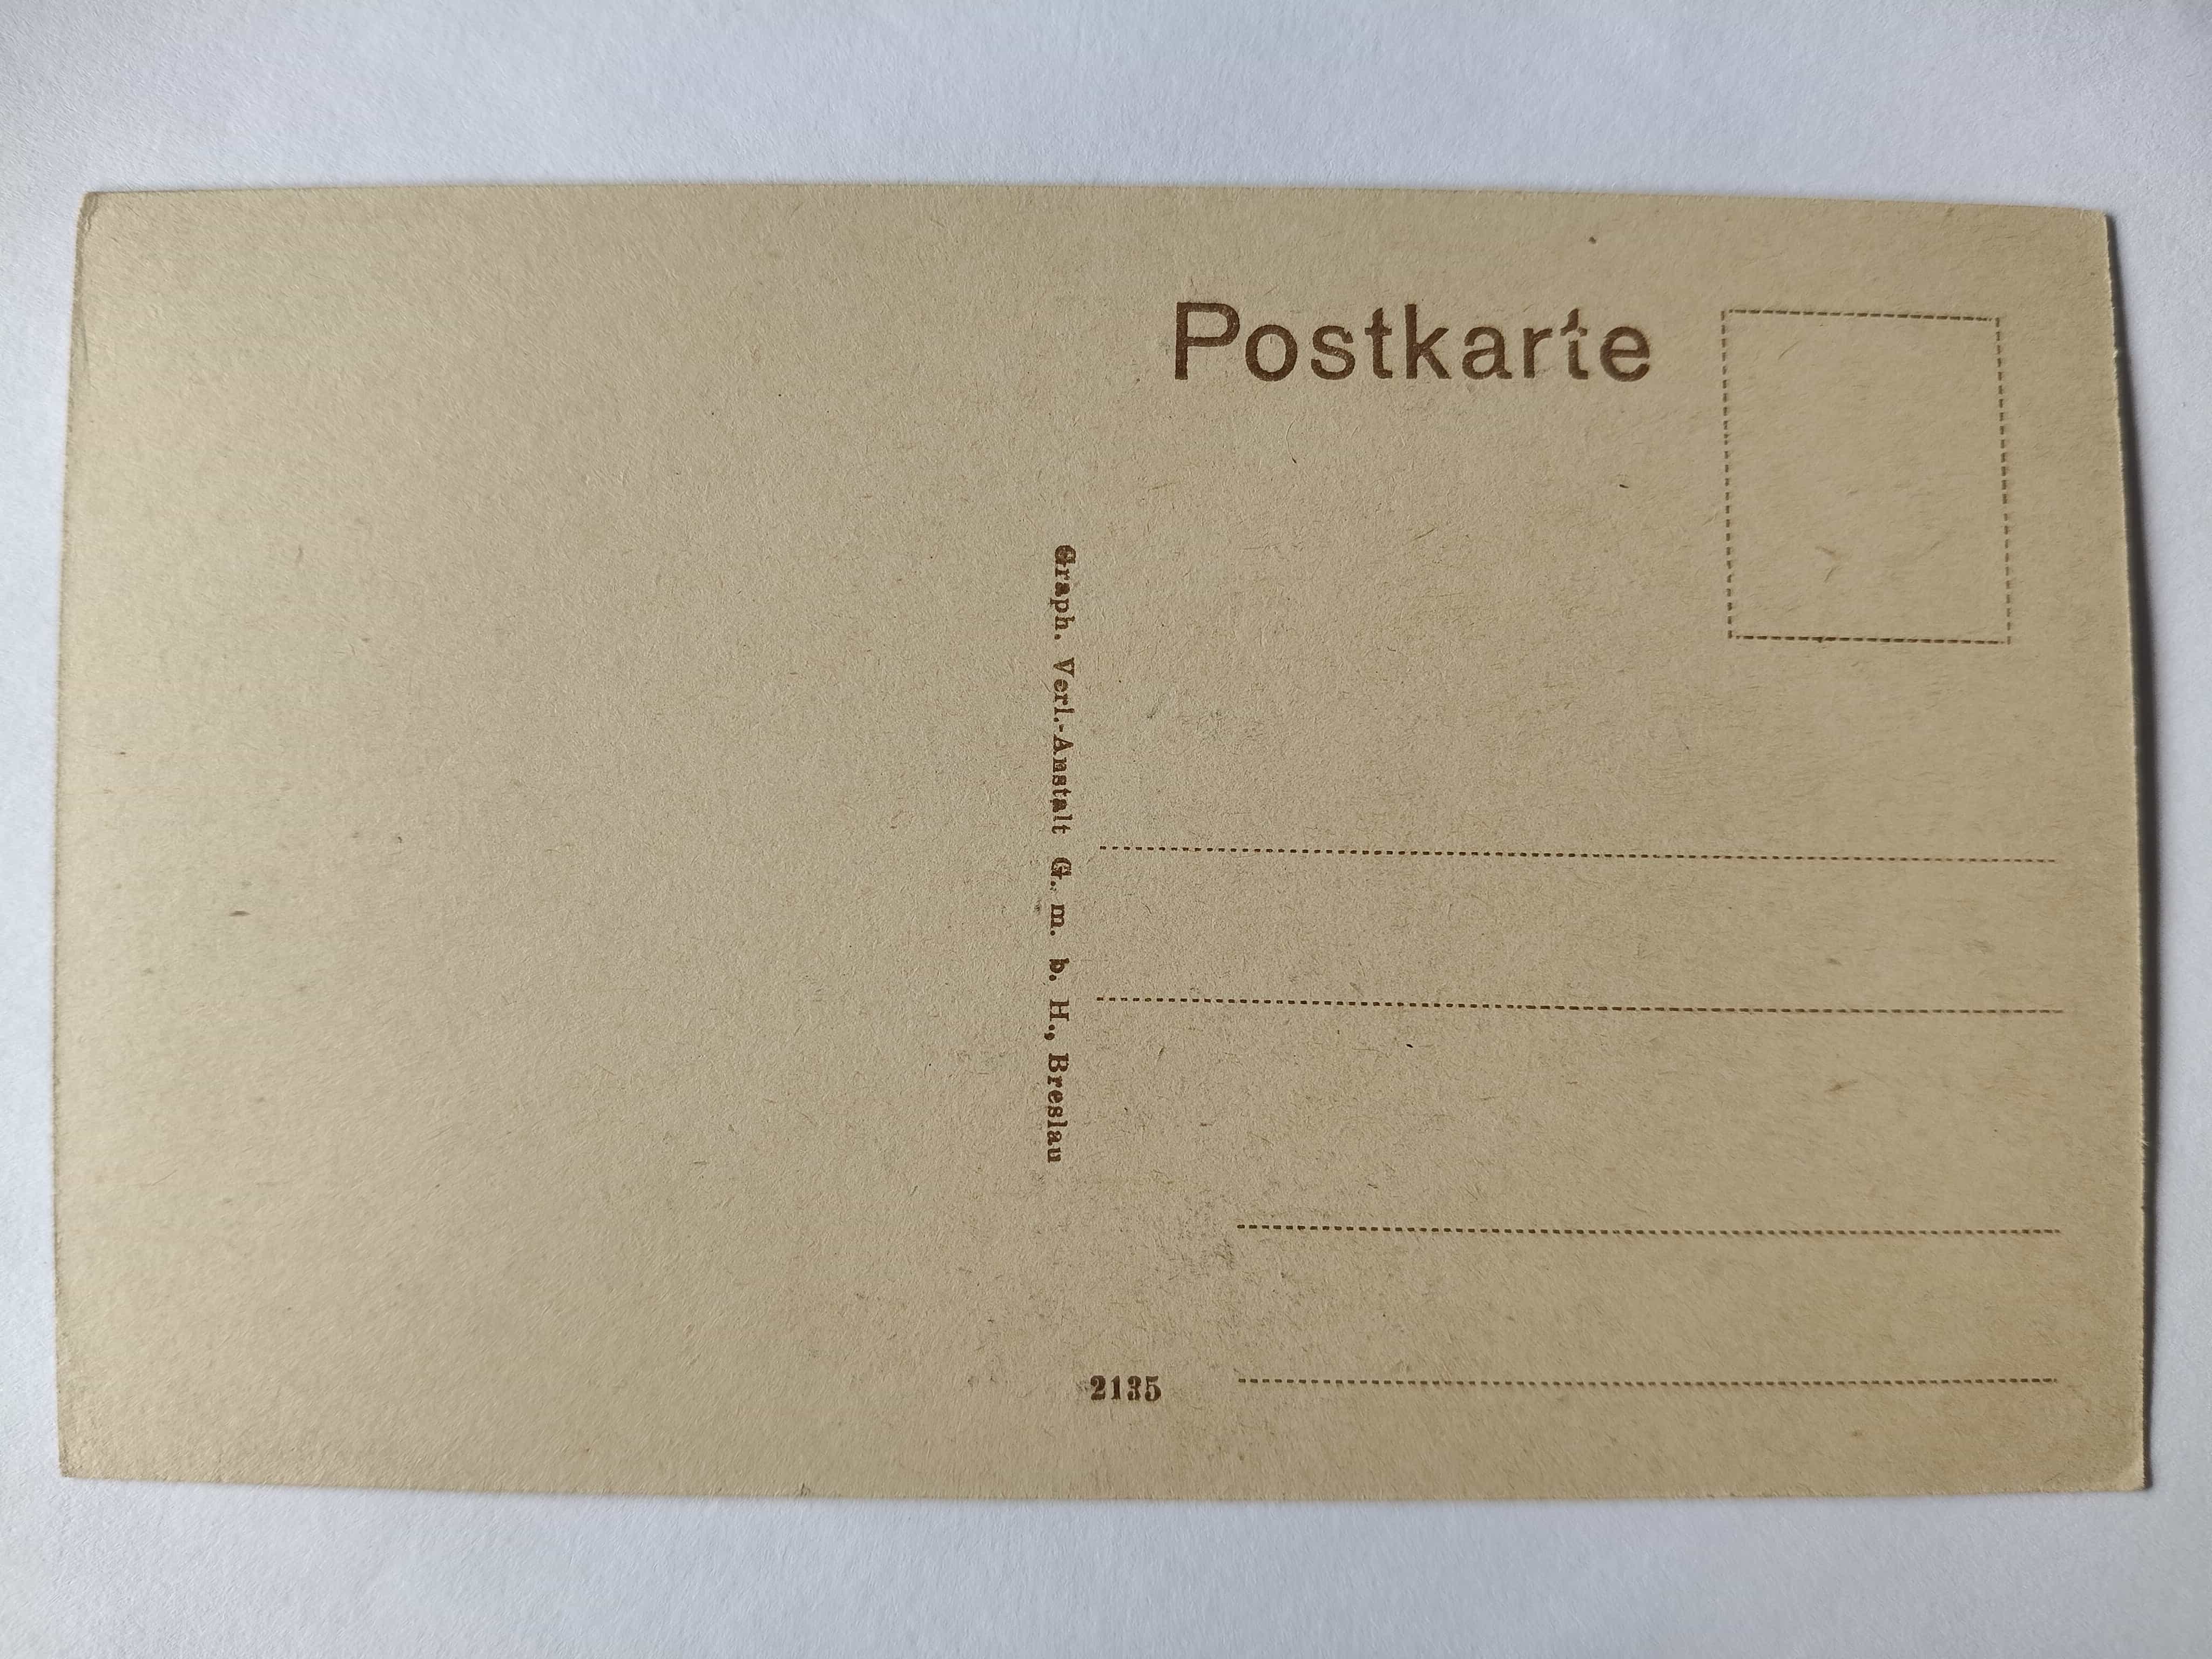 Postkarte
Graph. Verl.-Anstalt G. m. b. H., Breslau
2135